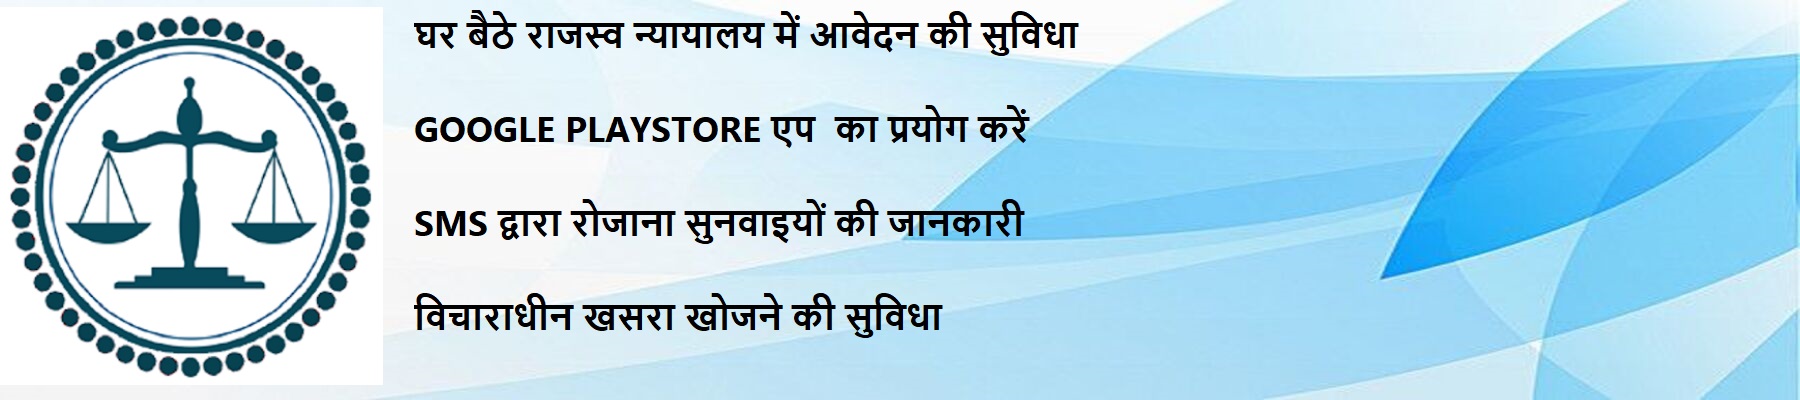 घर बैठे राजस्व न्यायालय में आवेदन की सुविधा
GOOGLE PLAYSTORE एप का प्रयोग करें
SMS द्वारा रोजाना सुनवाइयों की जानकारी
विचाराधीन खसरा खोजने की सुविधा